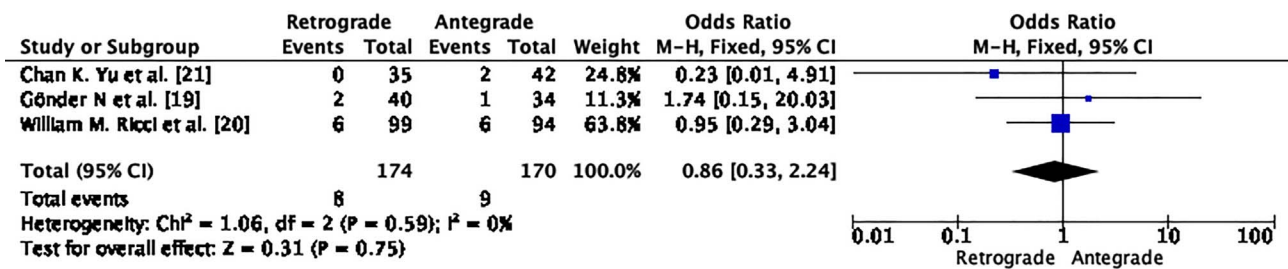 Retrograde Antegrade Odds Ratio Odds Ratio
Study or Subgroup Events Total Events Total Weight M-H, Fixed, 95% CI M-H, Fixed, 95% CI
Chan K. Yu et al. [21] 0 35 2 42 24.8% 0.23 [0.01, 4.91]
Gönder N et al. [19] 2 40 1 34 11.3% 1.74 [0.15, 20.03]
William M. Ricci et al. [20] 6 99 6 94 63.8% 0.95 [0.29, 3.04]
Total (95% CI) 174 170 100.0% 0.86 [0.33, 2.24]
Total events 8 9
Heterogeneity: Chi² = 1.06, df = 2 (P = 0.59); I² = 0%
Test for overall effect: Z = 0.31 (P = 0.75)
0.01 0.1 1 10 100
Retrograde Antegrade